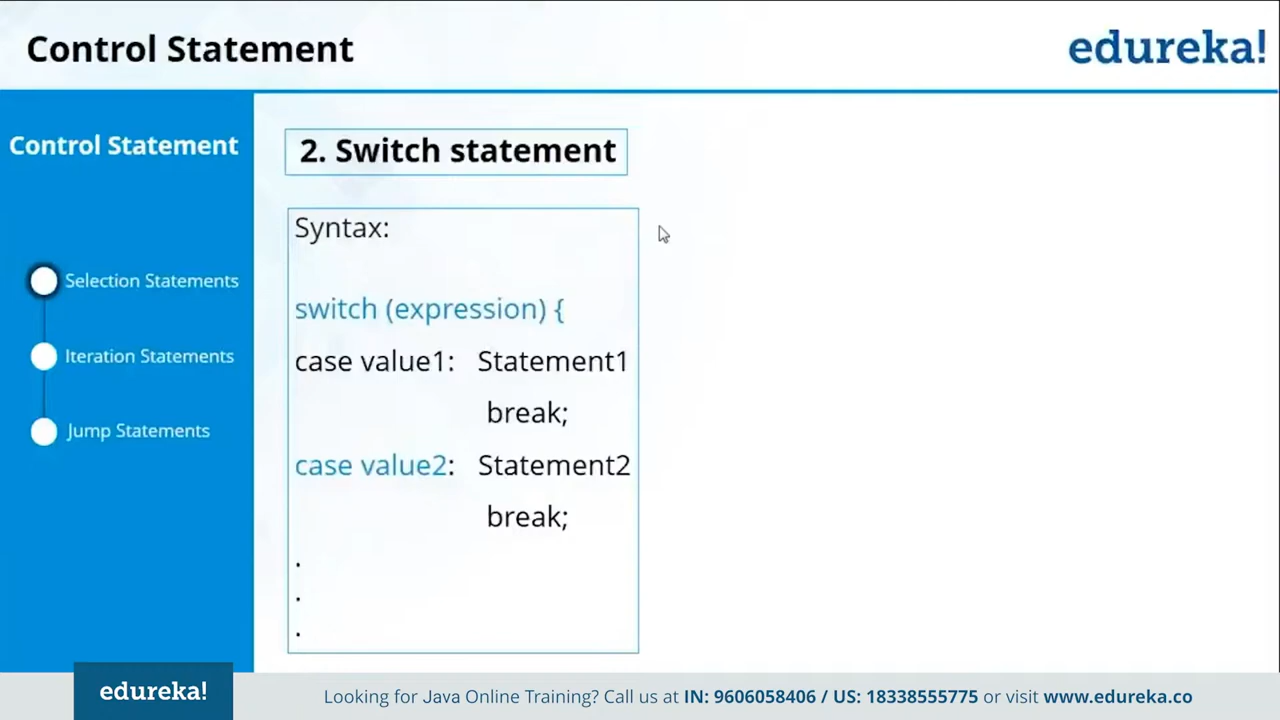 Control Statement
edureka!
Control Statement
Selection Statements
Iteration Statements
Jump Statements
2. Switch statement
Syntax:
switch (expression) {
case value1: Statement1
break;
case value2: Statement2
break;
.
.
.
edureka!
Looking for Java Online Training? Call us at IN: 9606058406 / US: 18338555775 or visit www.edureka.co